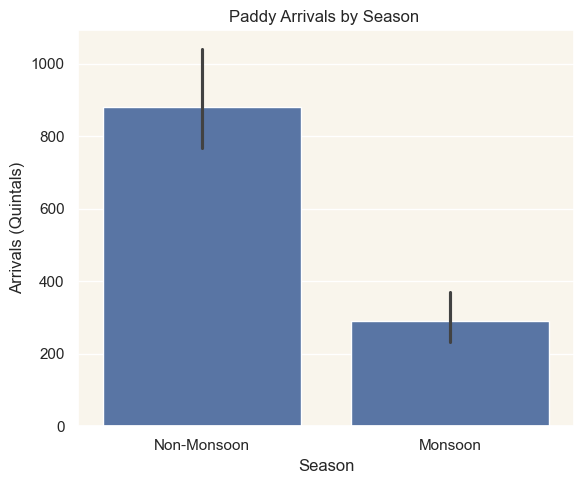 Paddy Arrivals by Season
Arrivals (Quintals)
1000
800
600
400
200
0
Non-Monsoon
Monsoon
Season